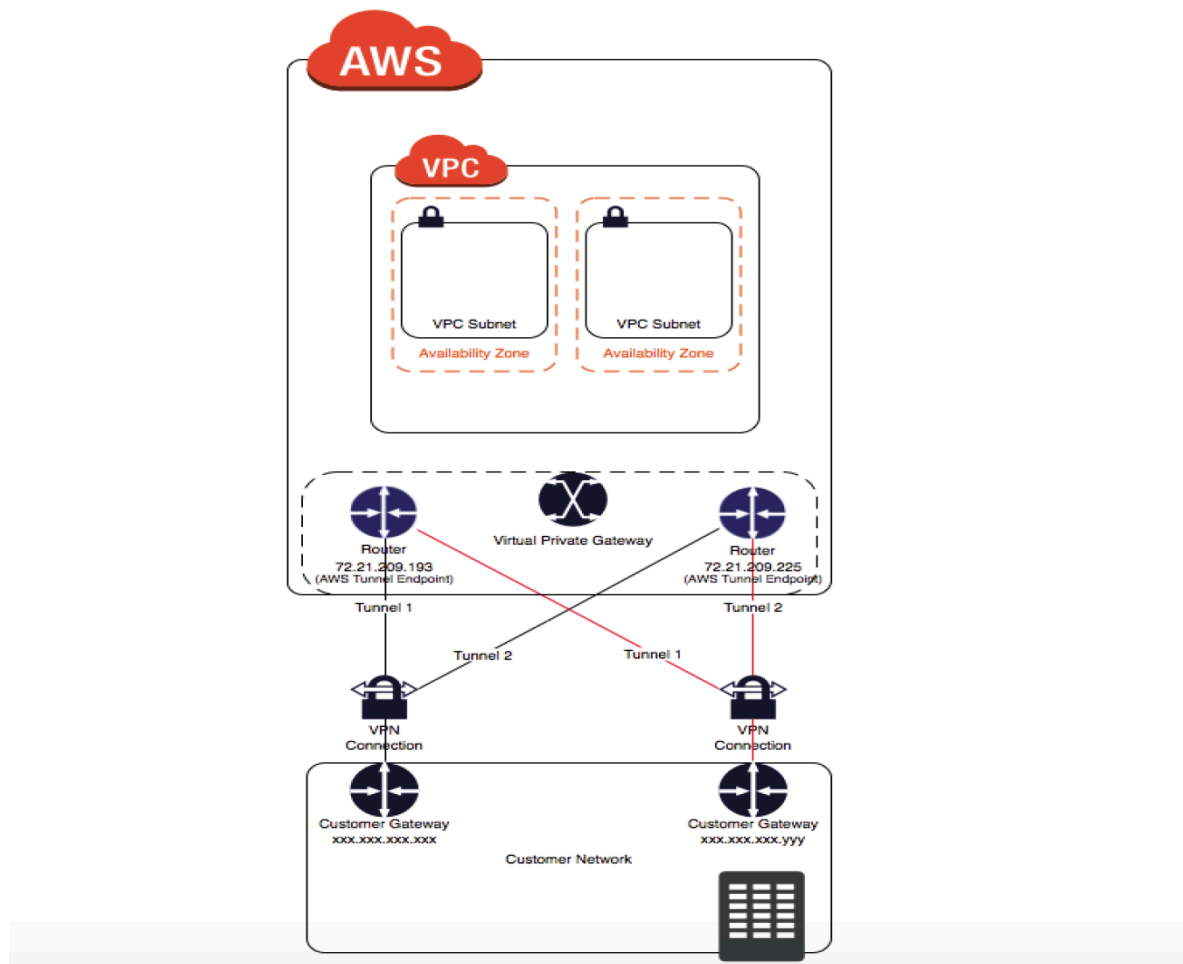 AWS
VPC
VPC Subnet
VPC Subnet
Availability Zone
Availability Zone
Virtual Private Gateway
Router
72.21.209.193
(AWS Tunnel Endpoint)
Router
72.21.209.225
(AWS Tunnel Endpoint)
Tunnel 1
Tunnel 2
Tunnel 2
Tunnel 1
VPN
Connection
VPN
Connection
Customer Gateway
xxx.xxx.xxx.xxx
Customer Gateway
xxx.xxx.xxx.yyy
Customer Network